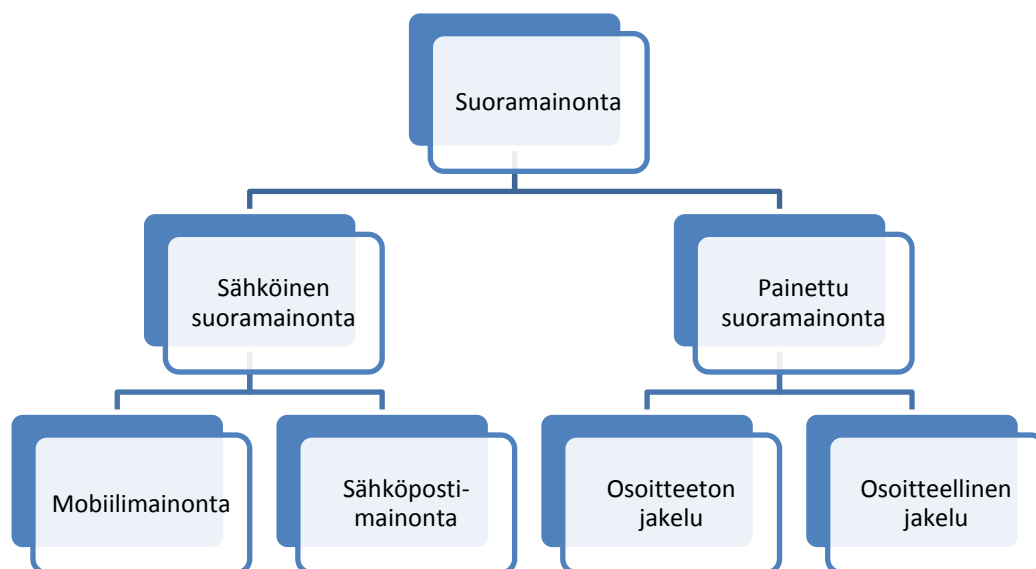 Suoramainonta
Sähköinen
suoramainonta
Painettu
suoramainonta
Mobiilimainonta
Sähköposti-
mainonta
Osoitteeton
jakelu
Osoitteellinen
jakelu